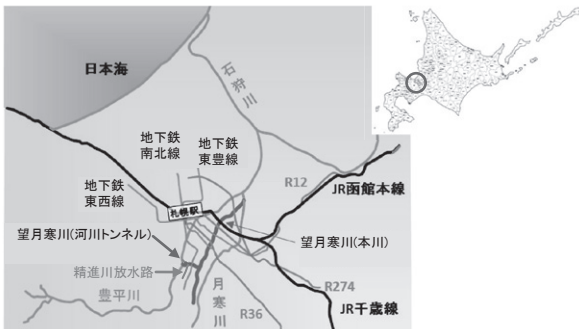 日本海
石狩川
地下鉄
南北線
地下鉄
東豊線
地下鉄
東西線
R12
JR函館本線
札幌駅
望月寒川(河川トンネル)
望月寒川(本川)
精進川放水路
豊平川
月寒川
R274
R36
JR千歳線